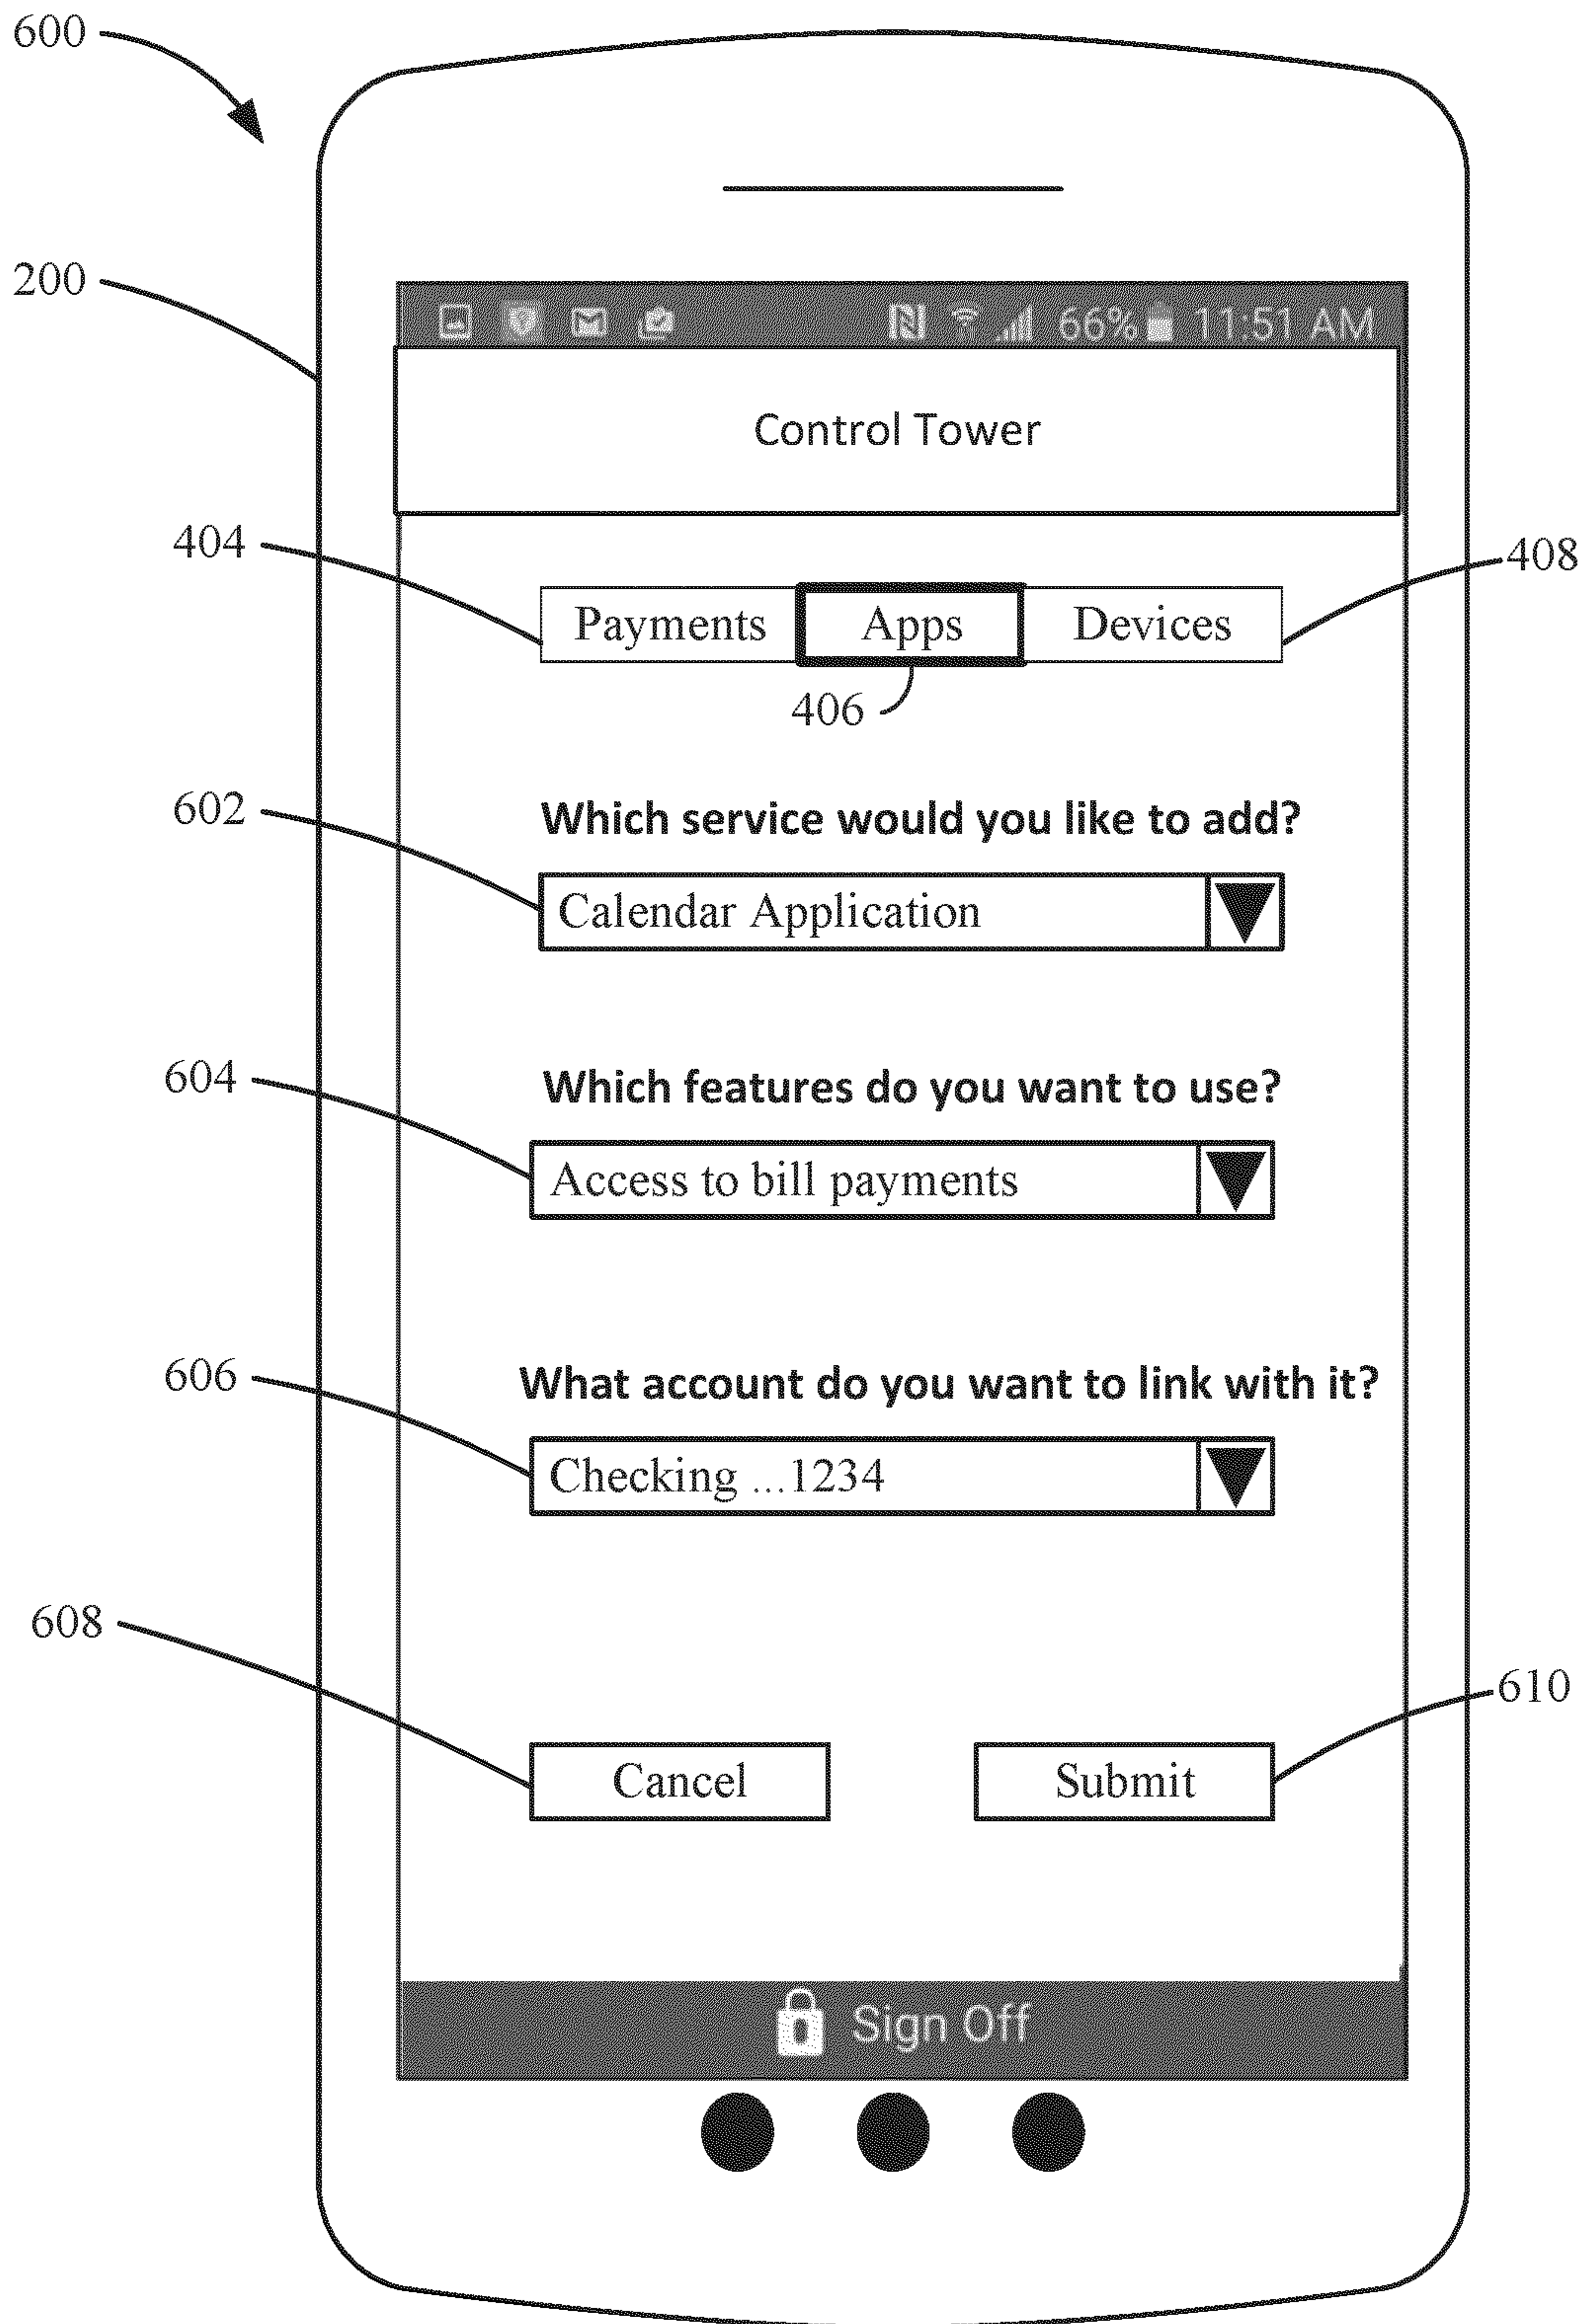 600
200
66% 11:51 AM
Control Tower
404
408
Payments Apps Devices
406
602
Which service would you like to add?
Calendar Application
604
Which features do you want to use?
Access to bill payments
606
What account do you want to link with it?
Checking ...1234
608
610
Cancel Submit
Sign Off